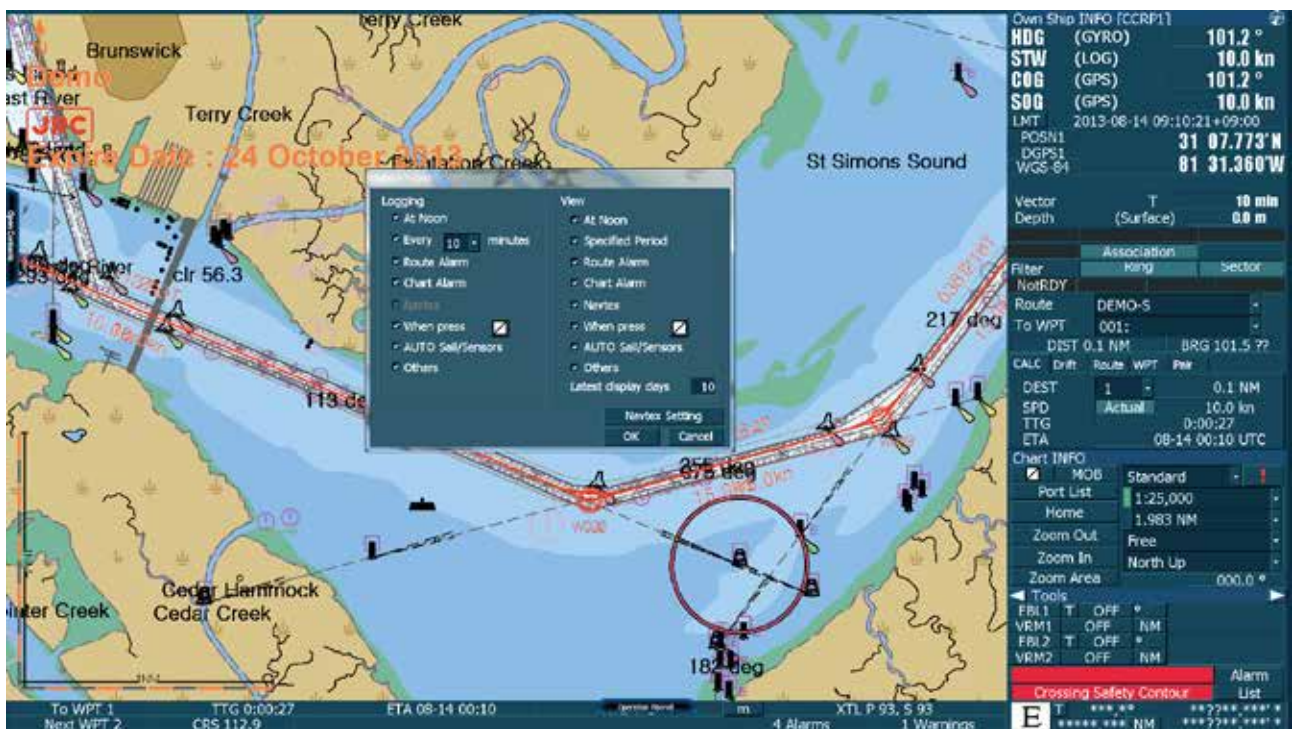 Terry Creek
Brunswick
Demo
Terry Creek
JRC
Expire Date : 24 October 2013
St Simons Sound
clr 56.3
217 deg
113 de
W000
Cedar Hammock
Cedar Creek
Creek
182 deg
Logging
At Noon
Every 10 minutes
Route Alarm
Chart Alarm
Navtex
When press
AUTO Sail/Sensors
Others
View
At Noon
Specified Period
Route Alarm
Chart Alarm
Navtex
When press
AUTO Sail/Sensors
Others
Latest display days 10
Navtex Setting
OK Cancel
Own Ship INFO [CCRP1]
HDG (GYRO) 101.2 °
STW (LOG) 10.0 kn
COG (GPS) 101.2 °
SOG (GPS) 10.0 kn
LMT 2013-08-14 09:10:21+09:00
POSN1 31 07.773'N
DGPS1
WGS-84 81 31.360'W
Vector T 10 min
Depth (Surface) 0.0 m
Association
Filter Ring Sector
NotRDY
Route DEMO-S
To WPT 001:
DIST 0.1 NM BRG 101.5 ??
CALC Drift Route WPT Pair
DEST 1 0.1 NM
SPD Actual 10.0 kn
TTG 0:00:27
ETA 08-14 00:10 UTC
Chart INFO
MOB Standard !
Port List 1:25,000
Home 1.983 NM
Zoom Out Free
Zoom In North Up
Zoom Area 000.0 °
Tools
EBL1 T OFF °
VRM1 OFF NM
EBL2 T OFF °
VRM2 OFF NM
Alarm
Crossing Safety Contour List
E T ***.** **??**.***' *
*****.*** NM ***??**.***' *
To WPT 1 TTG 0:00:27 ETA 08-14 00:10 m XTL P 93, S 93
Next WPT 2 CRS 112.9 4 Alarms 1 Warnings